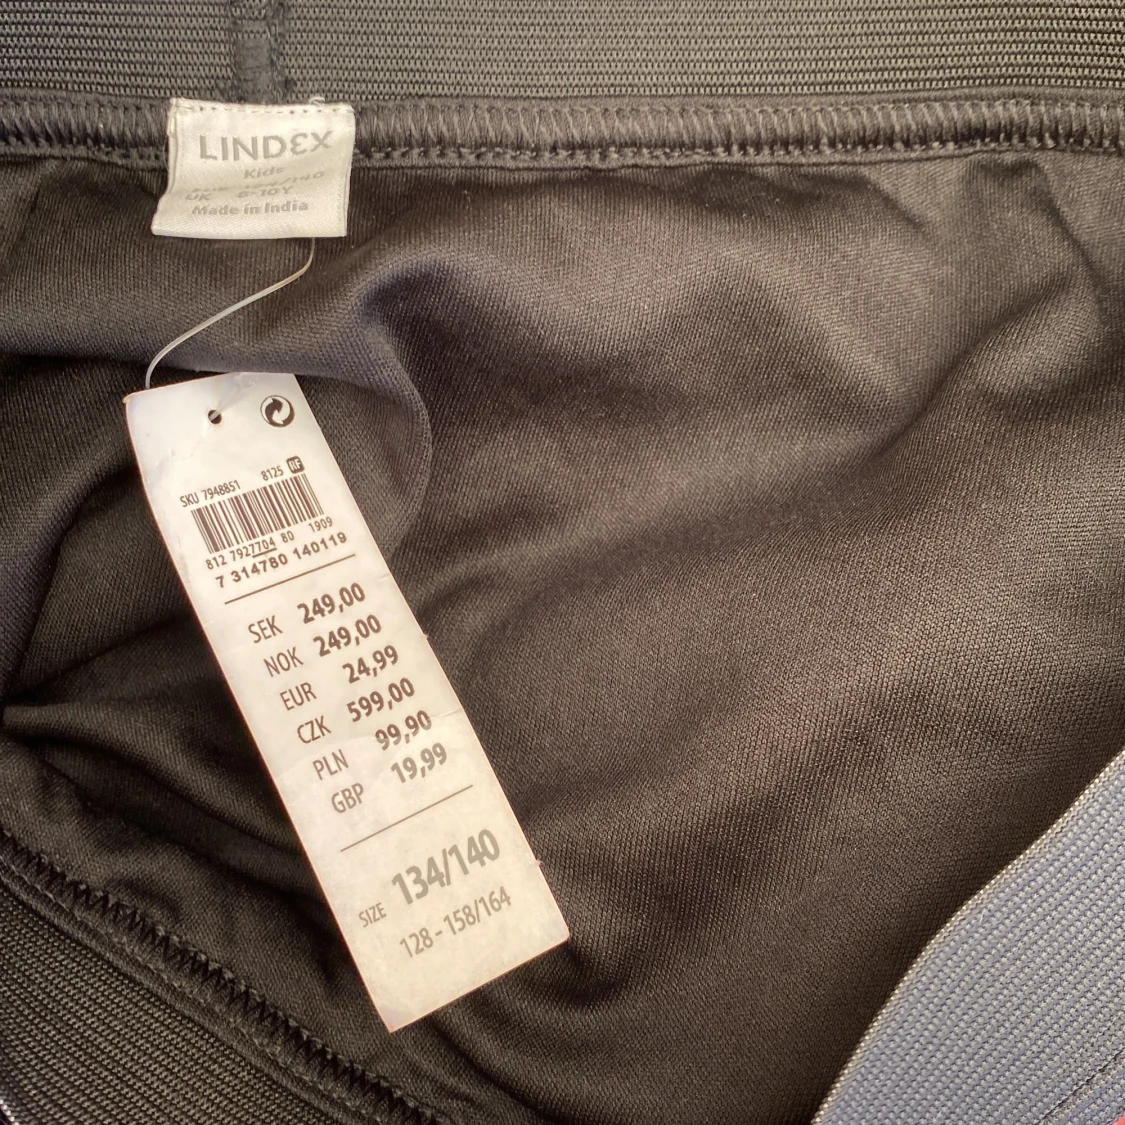 LINDEX
Kids
UK 8-10Y
Made in India
SKU 7948851 8125 RF
1909
812 7927704 80
7 314780 140119
SEK 249,00
NOK 249,00
EUR 24,99
CZK 599,00
PLN 99,90
GBP 19,99
SIZE 134/140
128-158/164